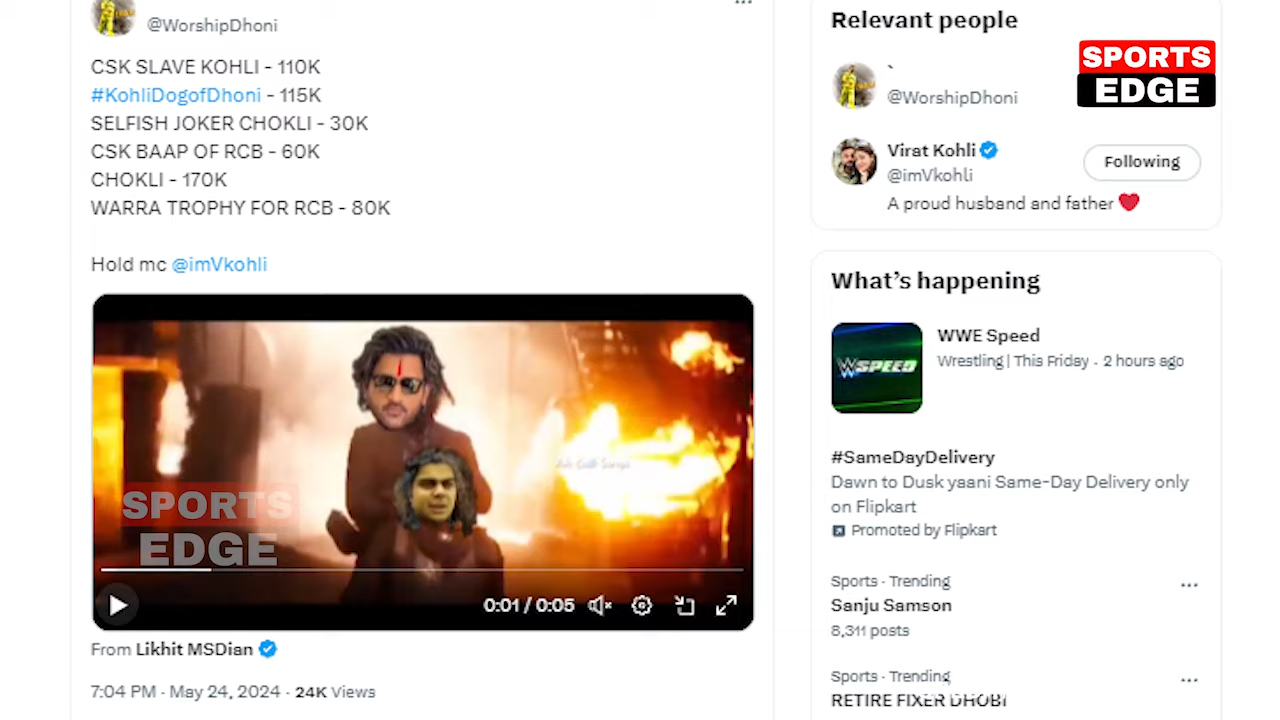 @WorshipDhoni
CSK SLAVE KOHLI - 110K
#KohliDogofDhoni - 115K
SELFISH JOKER CHOKLI - 30K
CSK BAAP OF RCB - 60K
CHOKLI - 170K
WARRA TROPHY FOR RCB - 80K
Hold mc @imVkohli
SPORTS
EDGE
0:01 / 0:05
From Likhit MSDian
7:04 PM · May 24, 2024 · 24K Views
Relevant people
SPORTS
EDGE
@WorshipDhoni
Virat Kohli
@imVkohli
Following
A proud husband and father
What's happening
WWE Speed
Wrestling | This Friday · 2 hours ago
W SPEED
#SameDayDelivery
Dawn to Dusk yaani Same-Day Delivery only
on Flipkart
Promoted by Flipkart
Sports · Trending
Sanju Samson
8,311 posts
Sports · Trending
RETIRE FIXER DHOBI